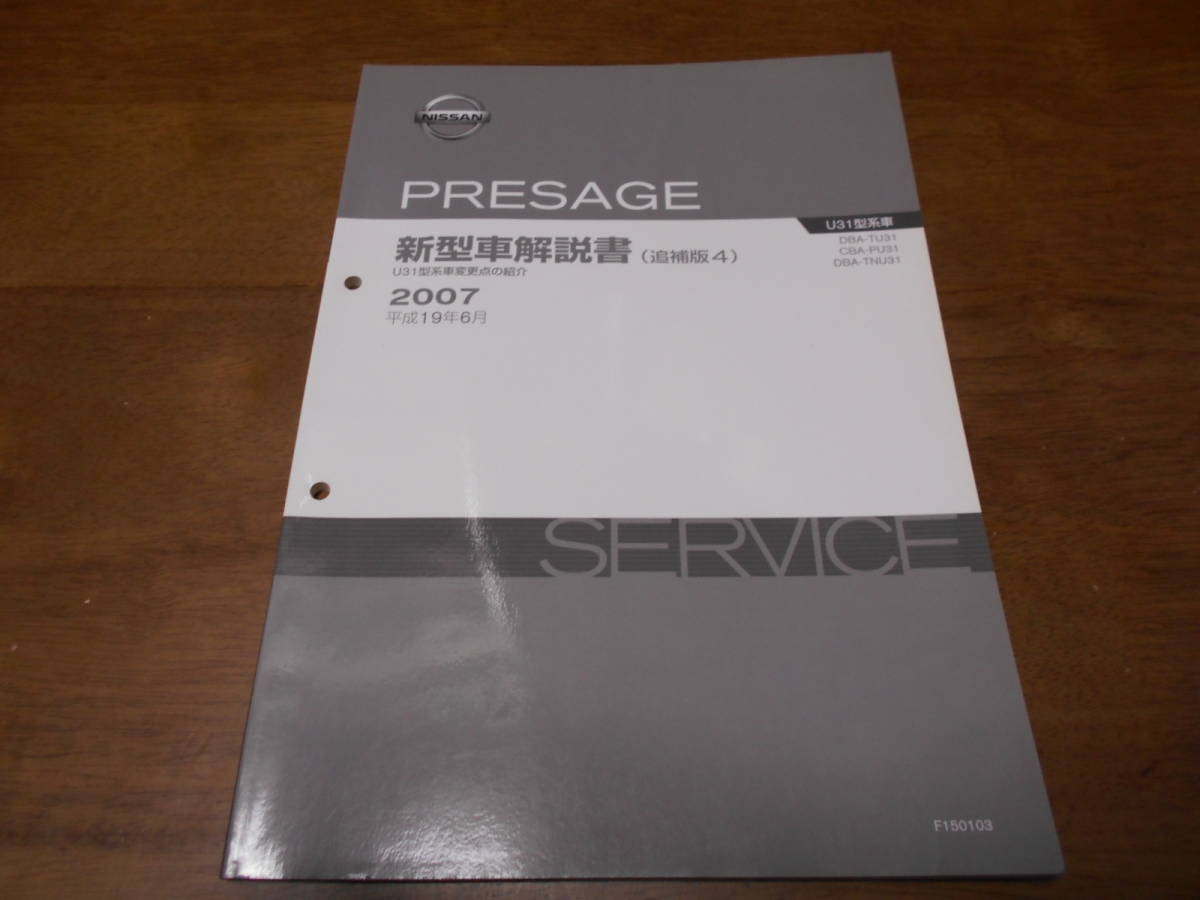 NISSAN
PRESAGE
U31型系車
DBA-TU31
CBA-PU31
DBA-TNU31
新型車解説書(追補版4)
U31型系車変更点の紹介
2007
平成19年6月
SERVICE
F150103